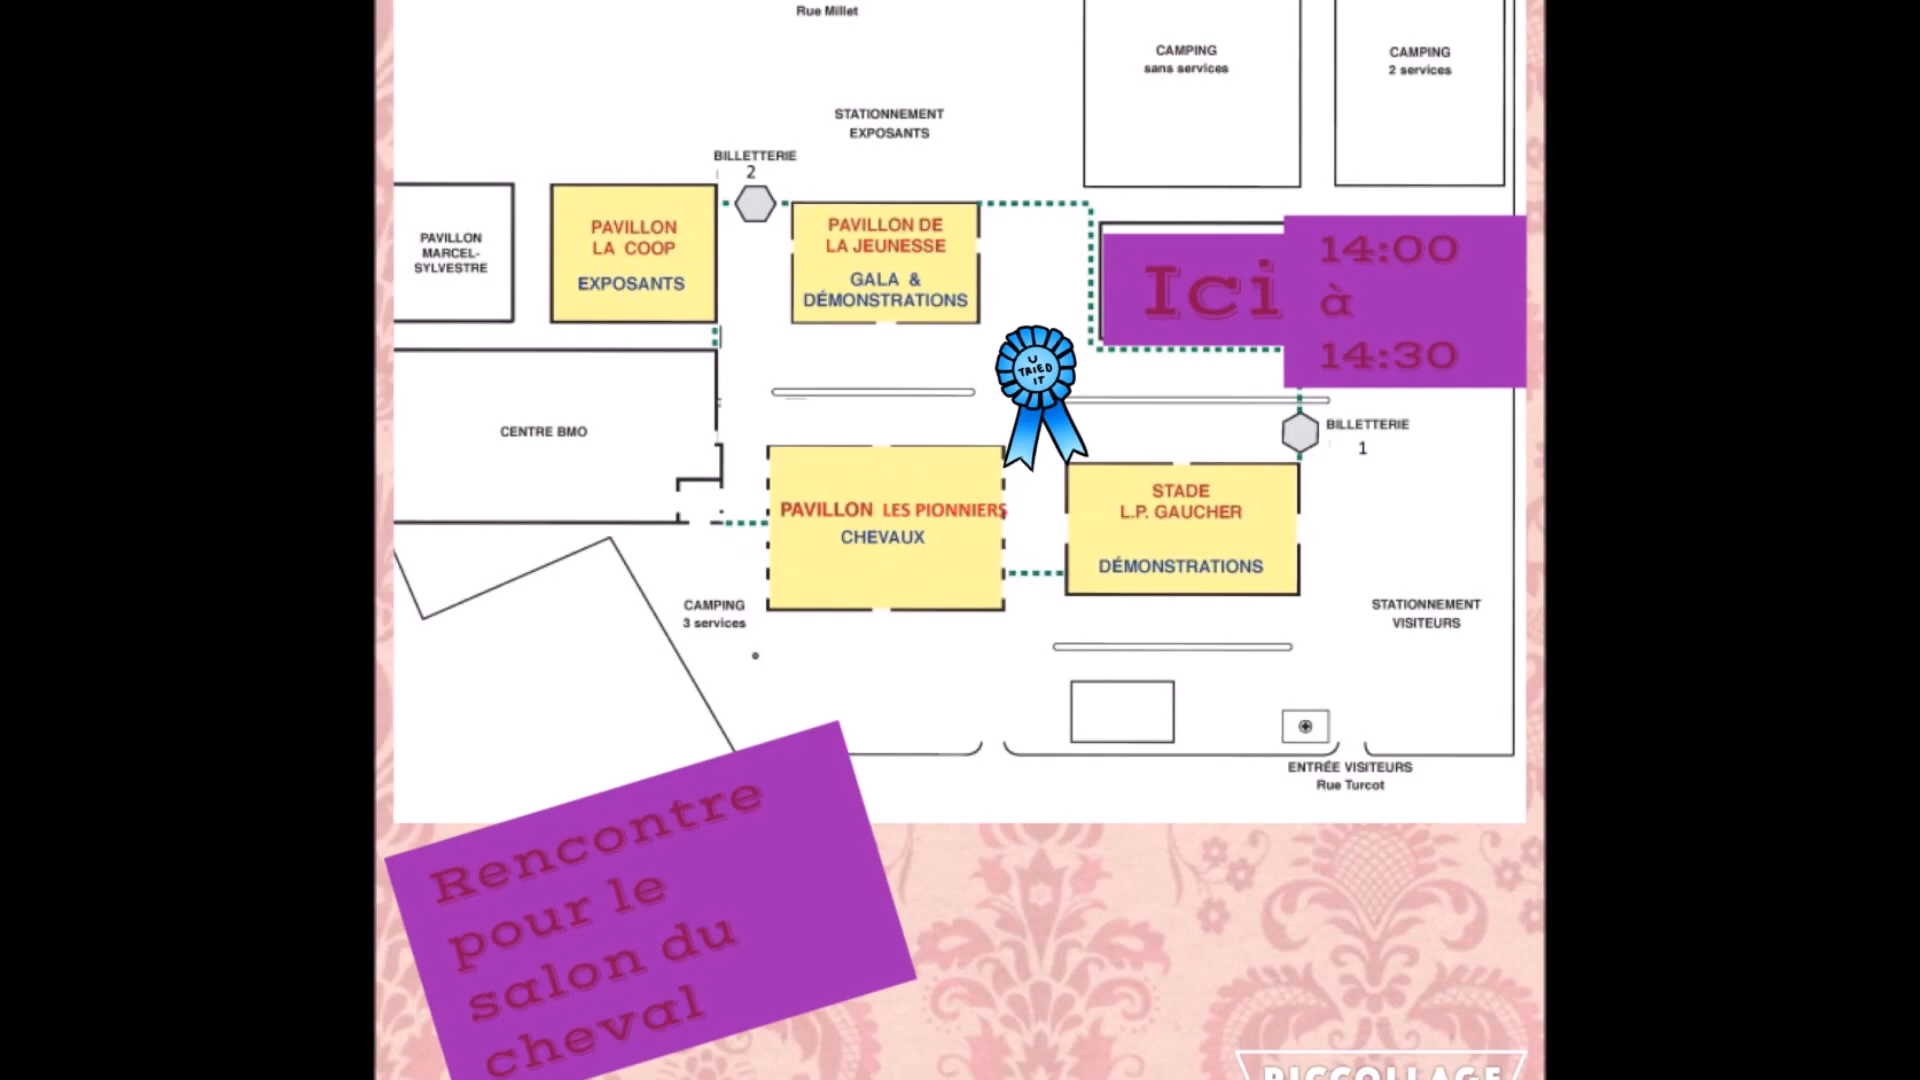 Rue Millet
CAMPING
sans services
CAMPING
2 services
STATIONNEMENT
EXPOSANTS
BILLETTERIE
2
PAVILLON
MARCEL-
SYLVESTRE
PAVILLON
LA COOP
EXPOSANTS
PAVILLON DE
LA JEUNESSE
GALA &
DÉMONSTRATIONS
Ici
14:00
à
14:30
U
TRIED
IT
CENTRE BMO
BILLETTERIE
1
PAVILLON LES PIONNIERS
CHEVAUX
STADE
L.P. GAUCHER
DÉMONSTRATIONS
CAMPING
3 services
STATIONNEMENT
VISITEURS
ENTRÉE VISITEURS
Rue Turcot
Rencontre
pour le
salon du
cheval
PICCOLLAGE